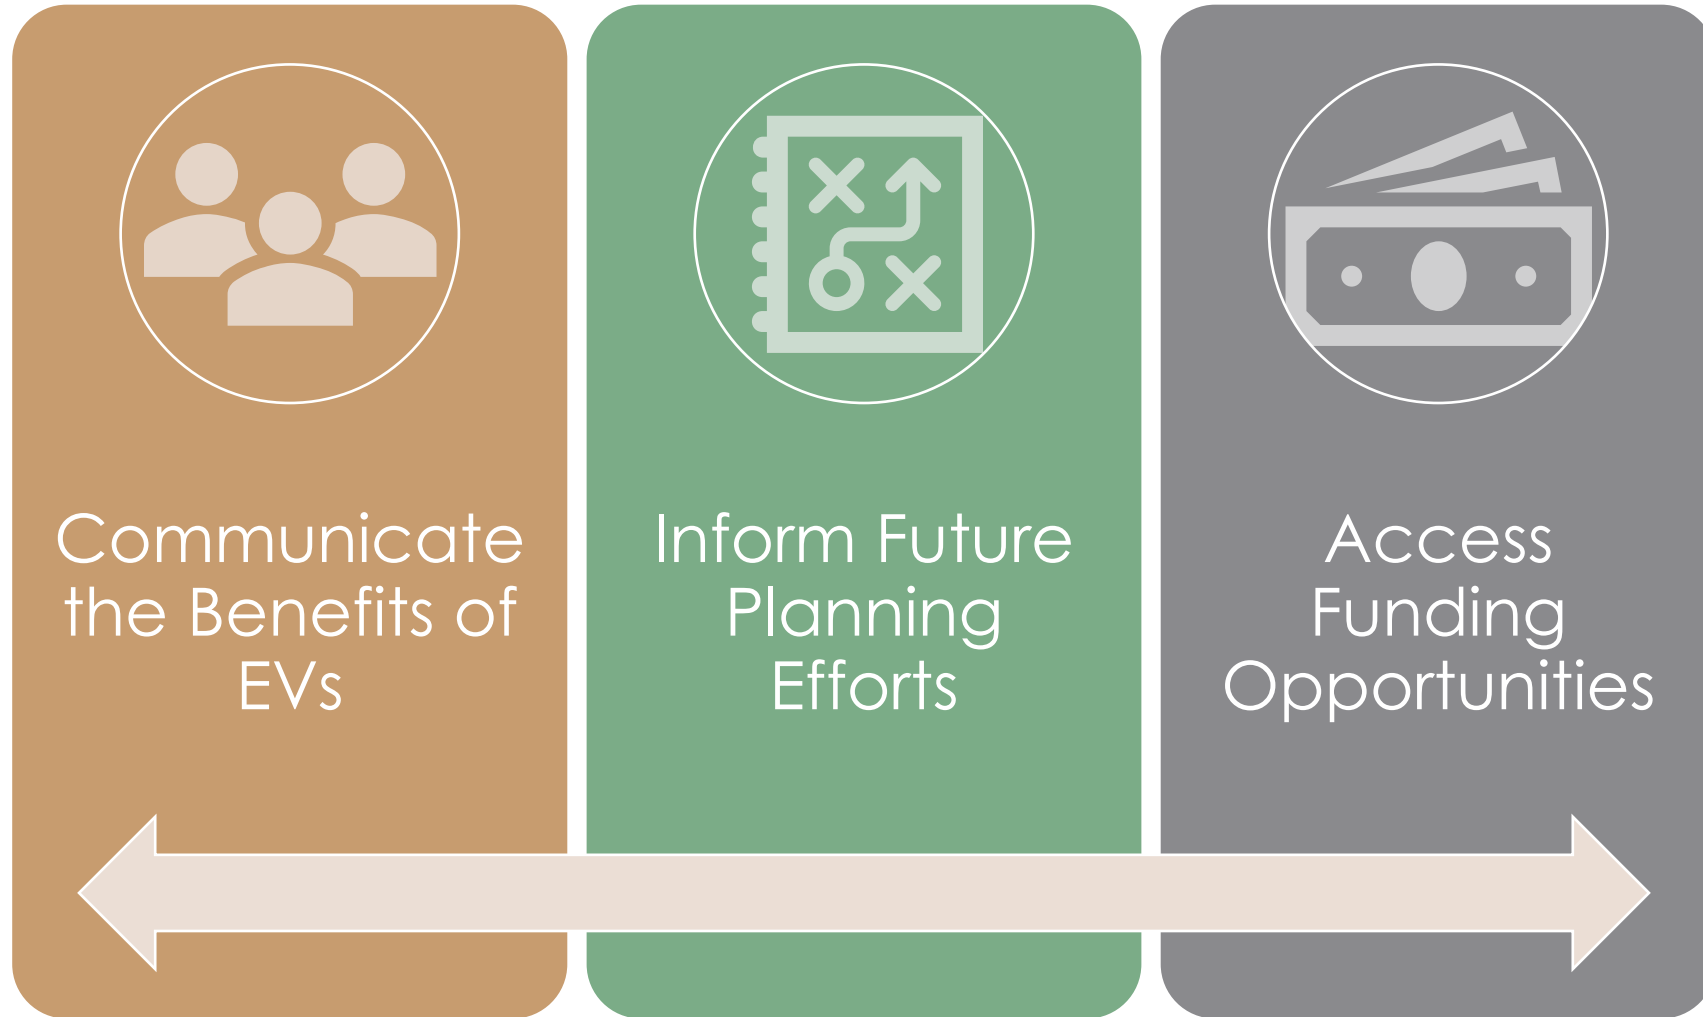 Communicate
the Benefits of
EVs
Inform Future
Planning
Efforts
Access
Funding
Opportunities